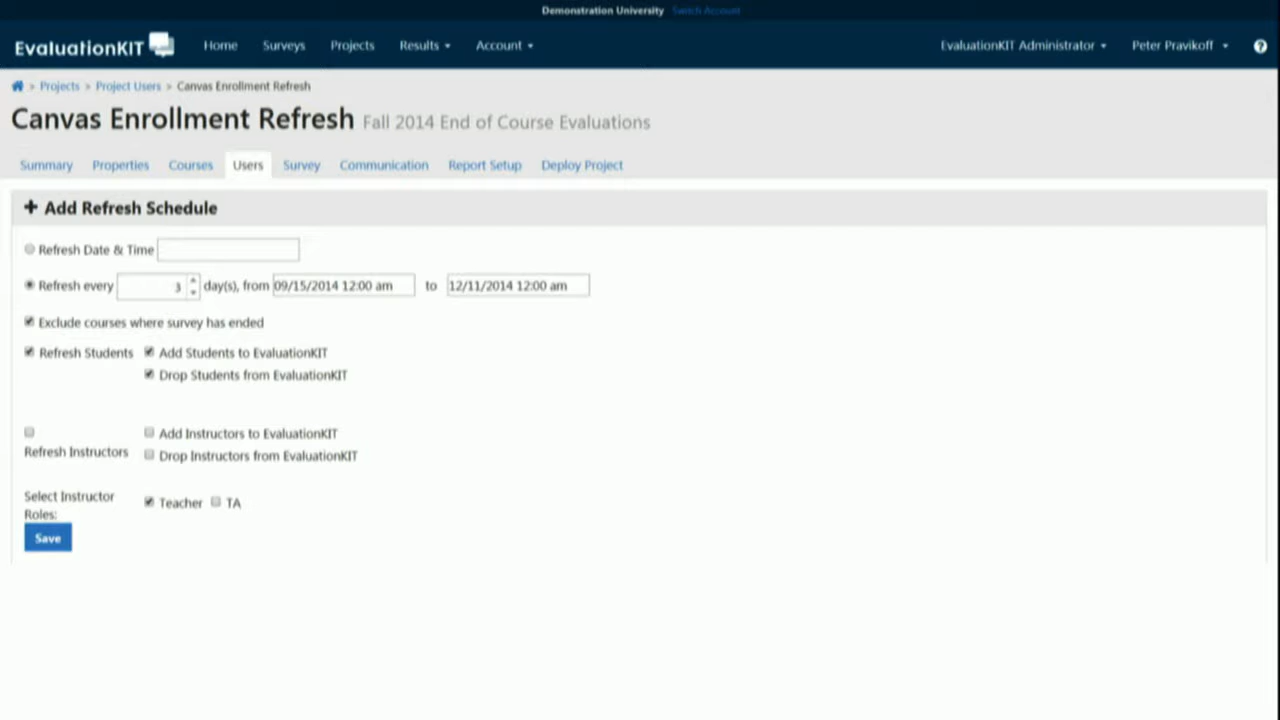 Demonstration University Switch Account
EvaluationKIT Home Surveys Projects Results Account EvaluationKIT Administrator Peter Pravikoff ?
> Projects > Project Users > Canvas Enrollment Refresh
Canvas Enrollment Refresh Fall 2014 End of Course Evaluations
Summary Properties Courses Users Survey Communication Report Setup Deploy Project
+ Add Refresh Schedule
Refresh Date & Time
Refresh every 3 day(s), from 09/15/2014 12:00 am to 12/11/2014 12:00 am
Exclude courses where survey has ended
Refresh Students Add Students to EvaluationKIT
Drop Students from EvaluationKIT
Add Instructors to EvaluationKIT
Refresh Instructors
Drop Instructors from EvaluationKIT
Select Instructor
Roles:
Teacher TA
Save